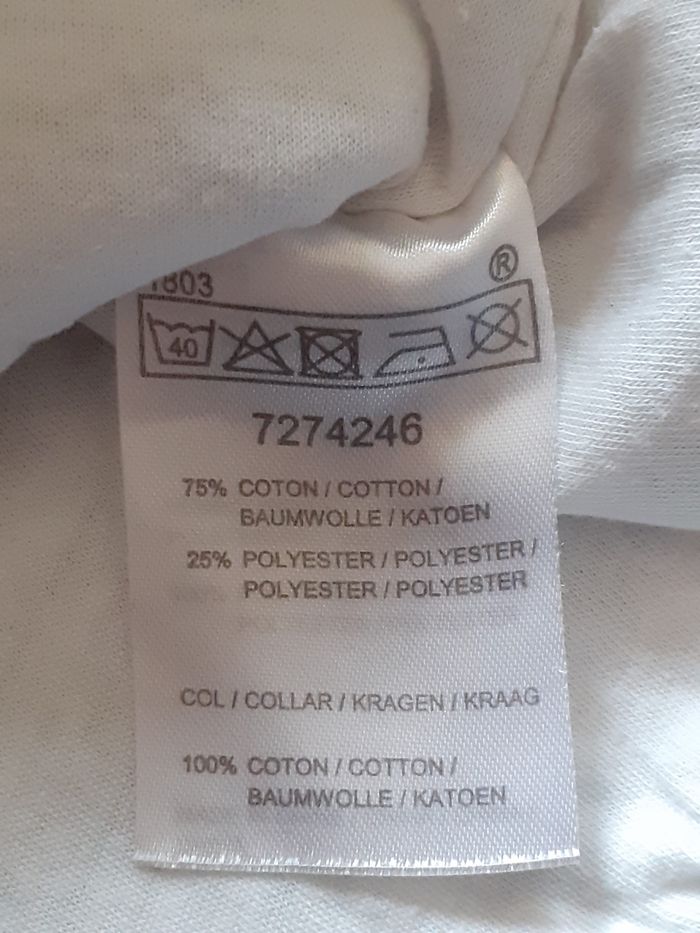 1803
®
40
7274246
75% COTON / COTTON /
BAUMWOLLE / KATOEN
25% POLYESTER / POLYESTER /
POLYESTER / POLYESTER
COL / COLLAR / KRAGEN / KRAAG
100% COTON / COTTON /
BAUMWOLLE / KATOEN